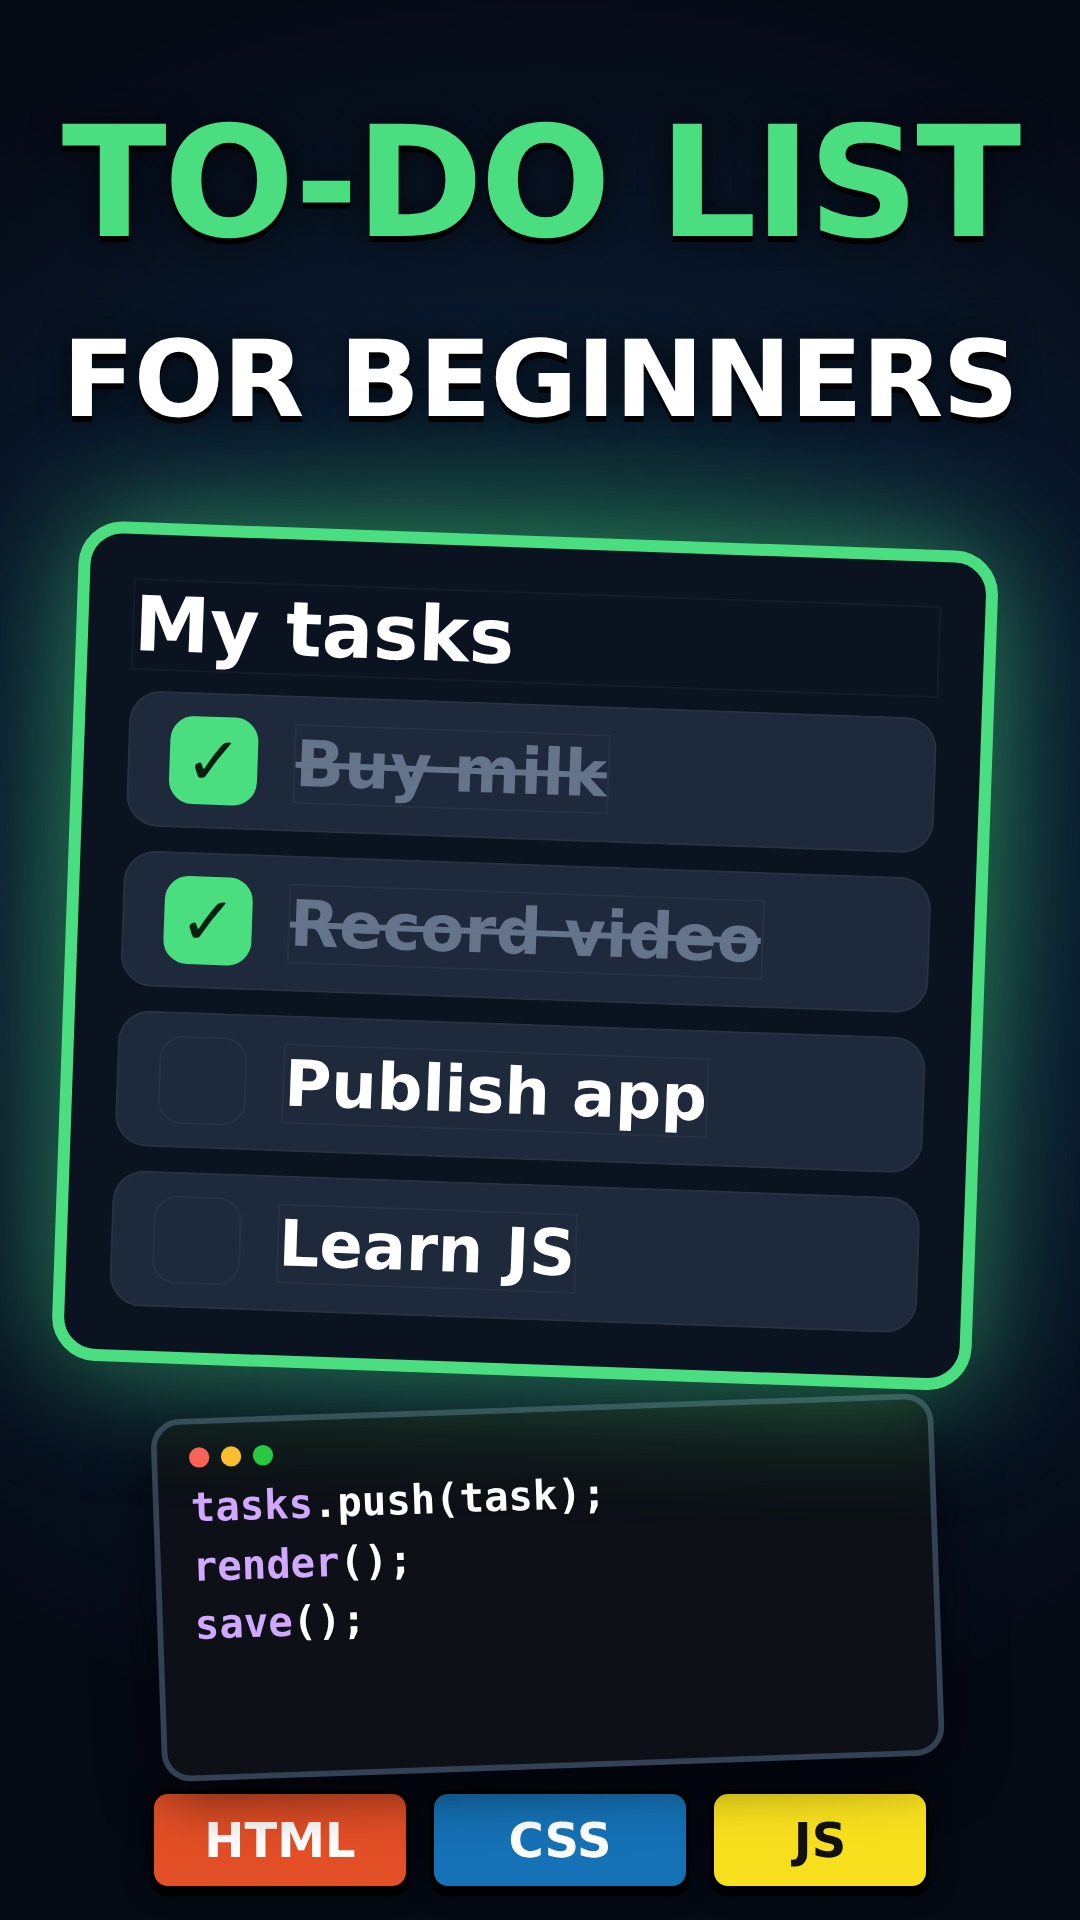 TO-DO LIST
FOR BEGINNERS
My tasks
✓ Buy milk
✓ Record video
Publish app
Learn JS
tasks.push(task);
render();
save();
HTML CSS JS